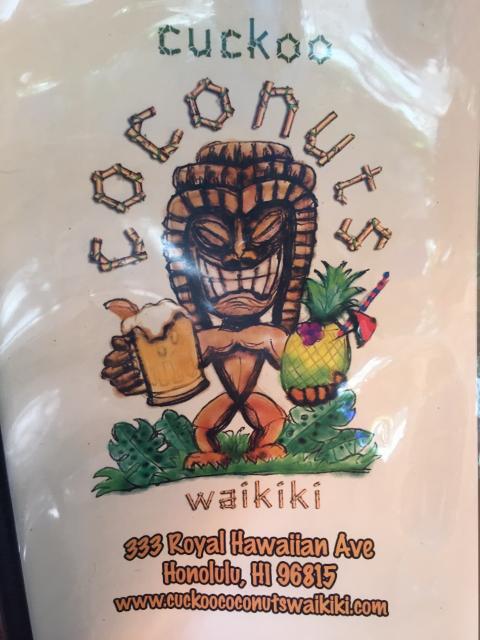 cuckoo
coconuts
waikiki
333 Royal Hawaiian Ave
Honolulu, HI 96815
www.cuckoococonutswaikiki.com